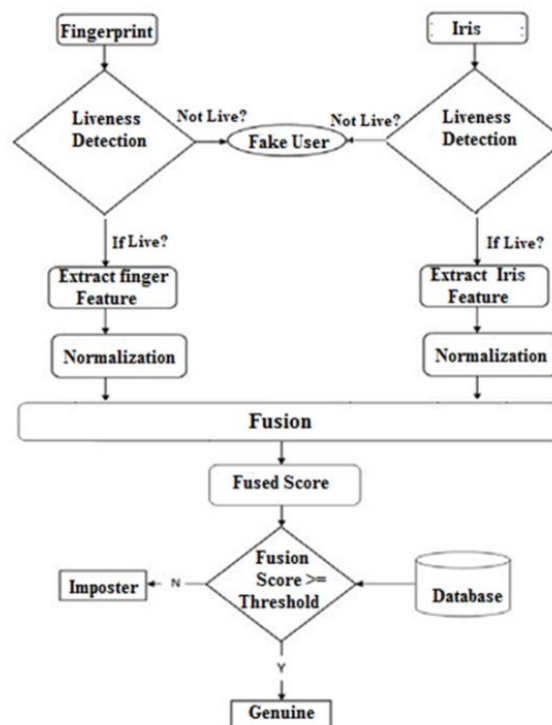 Fingerprint
Iris
Liveness
Detection
Not Live?
Fake User
Not Live?
Liveness
Detection
If Live?
If Live?
Extract finger
Feature
Extract Iris
Feature
Normalization
Normalization
Fusion
Fused Score
Fusion
Score >=
Threshold
Imposter
N
Database
Y
Genuine